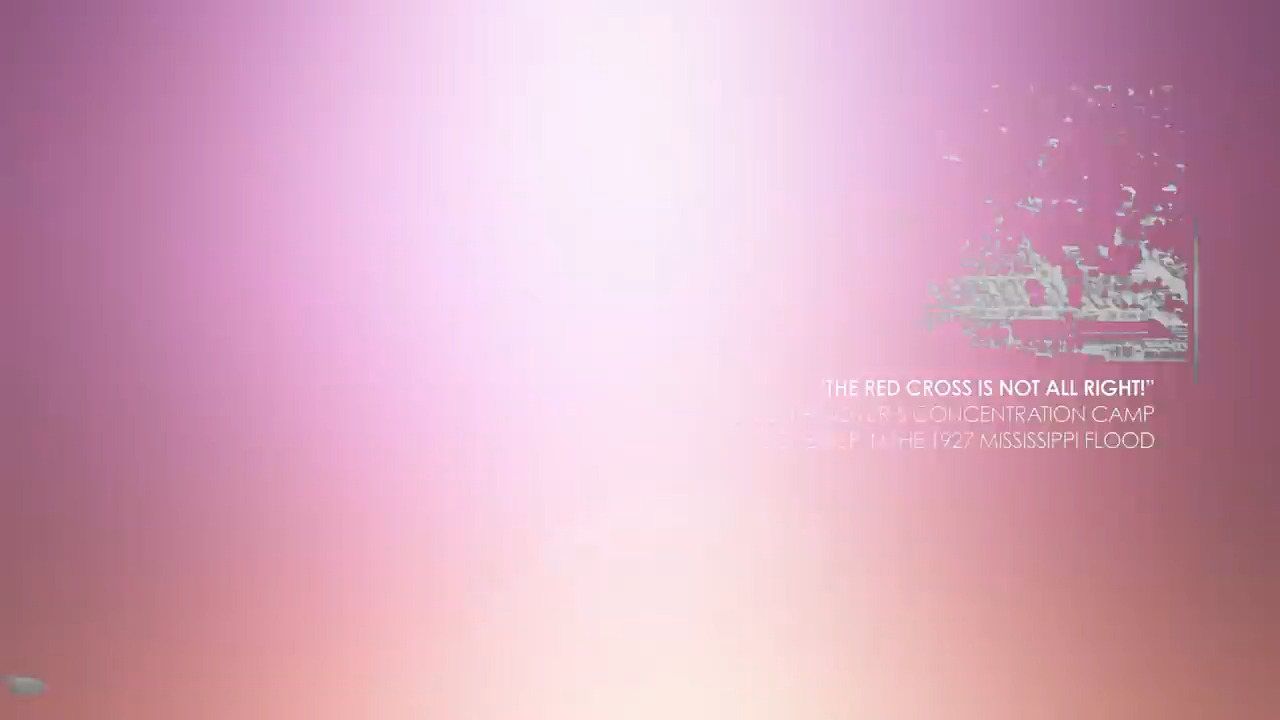 "THE RED CROSS IS NOT ALL RIGHT!”
CONCENTRATION CAMP
THE 1927 MISSISSIPPI FLOOD